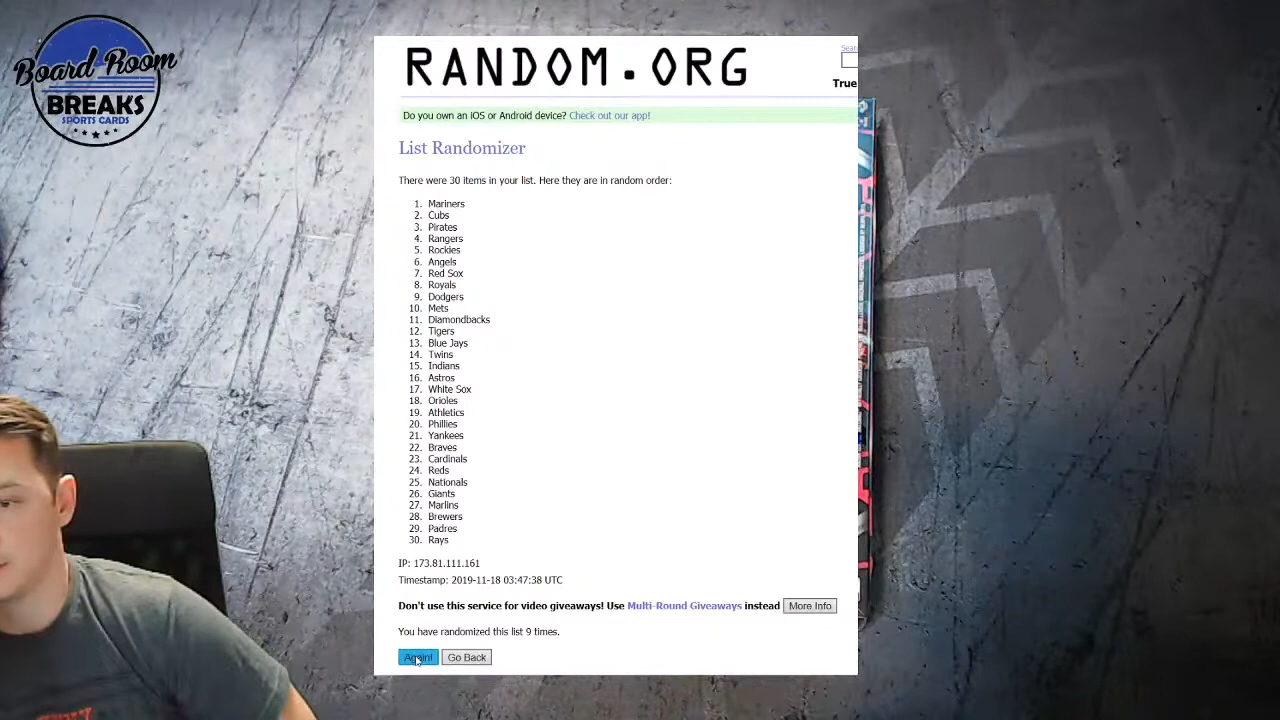 Board Room
BREAKS
SPORTS CARDS
RANDOM.ORG
True
Do you own an iOS or Android device? Check out our app!
List Randomizer
There were 30 items in your list. Here they are in random order:
1. Mariners
2. Cubs
3. Pirates
4. Rangers
5. Rockies
6. Angels
7. Red Sox
8. Royals
9. Dodgers
10. Mets
11. Diamondbacks
12. Tigers
13. Blue Jays
14. Twins
15. Indians
16. Astros
17. White Sox
18. Orioles
19. Athletics
20. Phillies
21. Yankees
22. Braves
23. Cardinals
24. Reds
25. Nationals
26. Giants
27. Marlins
28. Brewers
29. Padres
30. Rays
IP: 173.81.111.161
Timestamp: 2019-11-18 03:47:38 UTC
Don't use this service for video giveaways! Use Multi-Round Giveaways instead More Info
You have randomized this list 9 times.
Again! Go Back